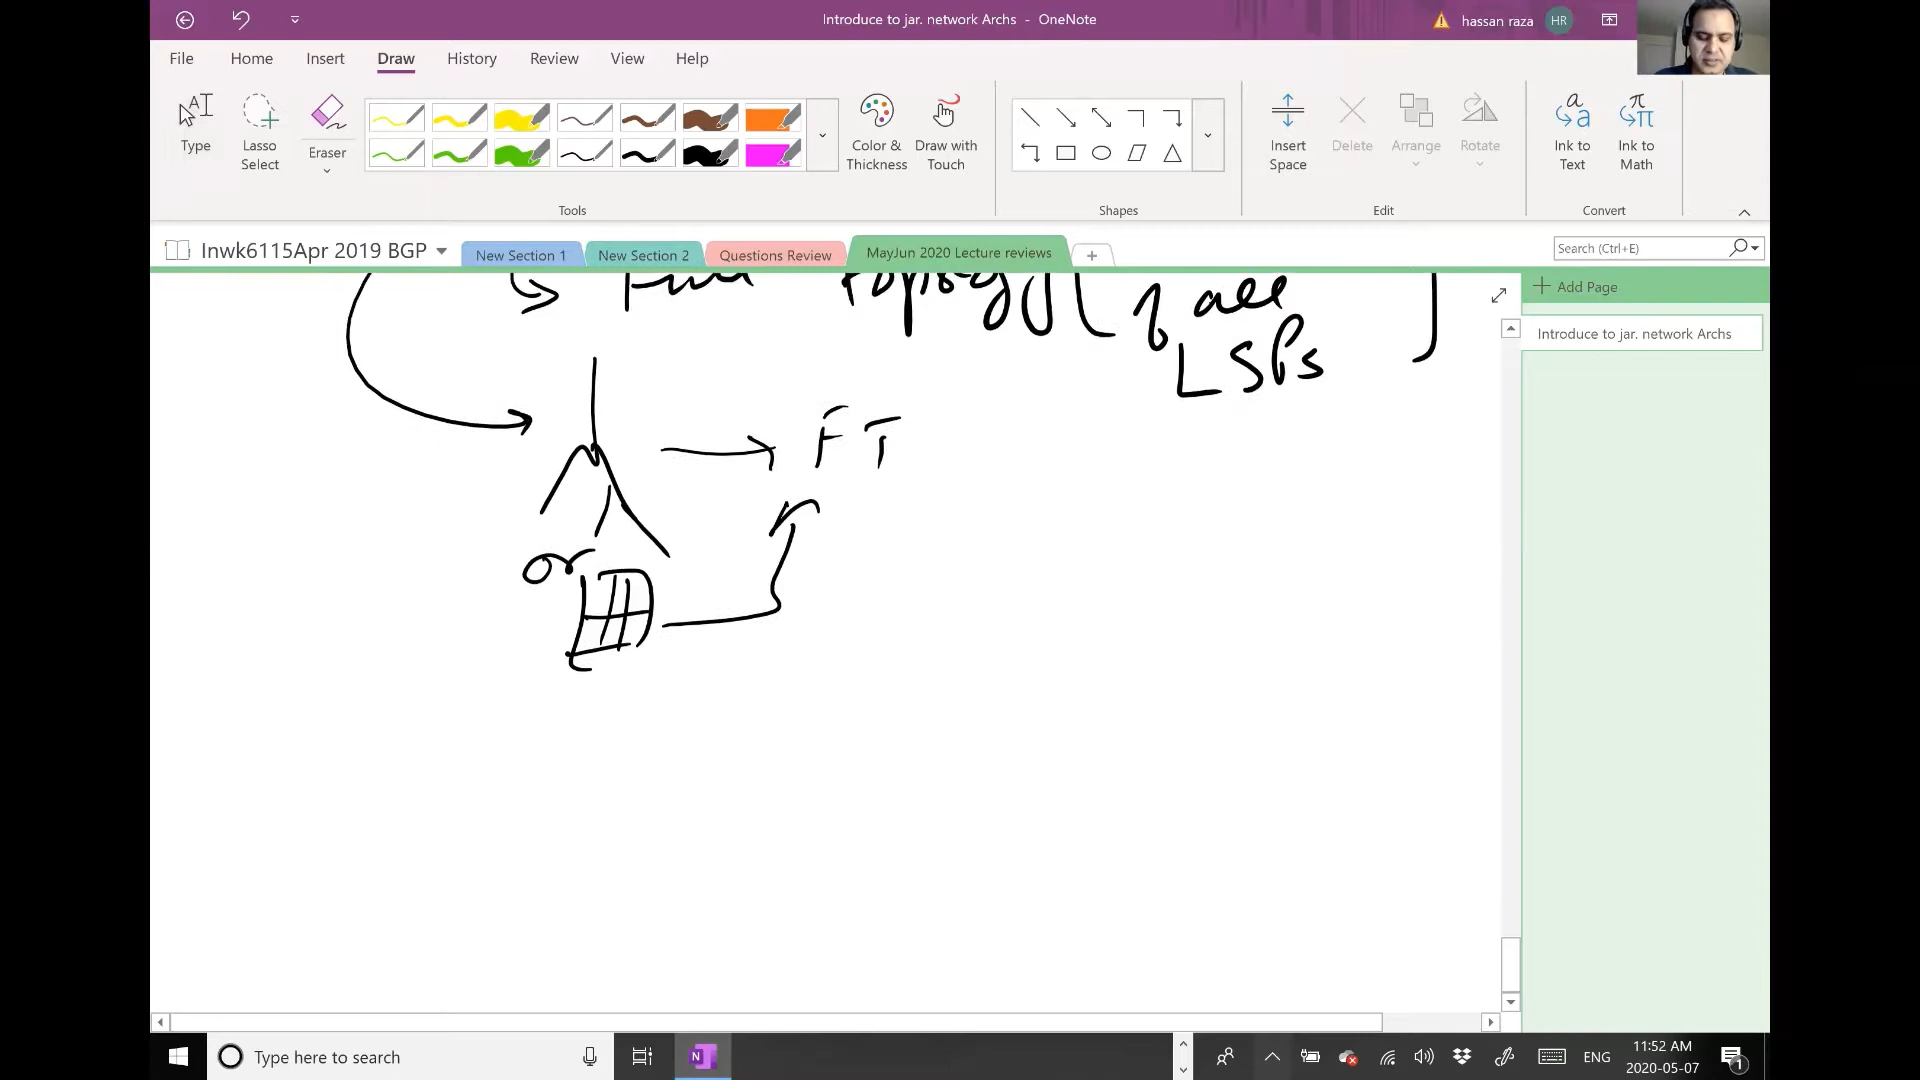 Introduce to jar. network Archs - OneNote
hassan raza HR
File Home Insert Draw History Review View Help
Type
Lasso Select
Eraser
Color & Thickness
Draw with Touch
Insert Space
Delete
Arrange
Rotate
Ink to Text
Ink to Math
Tools
Shapes
Edit
Convert
Inwk6115Apr 2019 BGP
New Section 1
New Section 2
Questions Review
MayJun 2020 Lecture reviews
Search (Ctrl+E)
Add Page
Introduce to jar. network Archs
all
LSPs
FT
or
Type here to search
N
ENG
11:52 AM
2020-05-07
1